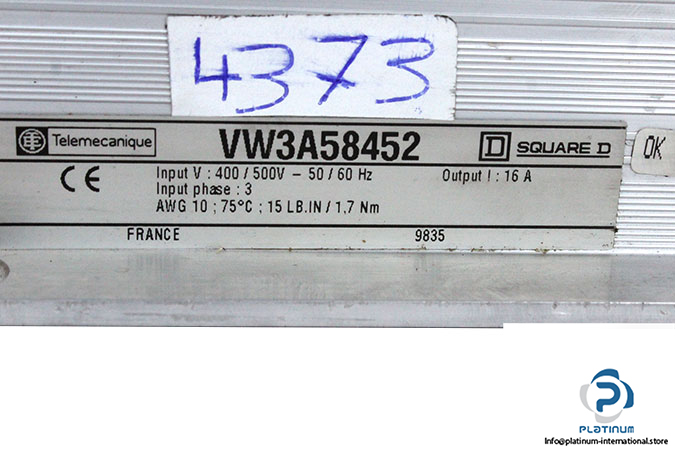 4373
Telemecanique VW3A58452 SQUARE D OK
Input V : 400 / 500V – 50 / 60 Hz Output I : 16 A
Input phase : 3
AWG 10 ; 75°C ; 15 LB.IN / 1,7 Nm
CE
FRANCE 9835
PLATINUM
Info@platinum-international.store